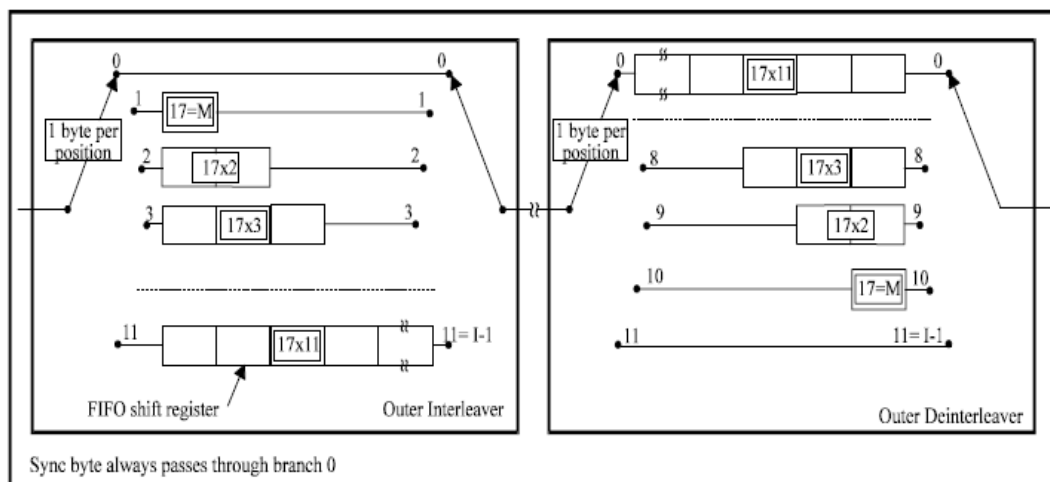 0 0
1 17=M 1
1 byte per
position
2 17x2 2
3 17x3 3
11 17x11 11= I-1
FIFO shift register
Outer Interleaver
0 17x11 0
1 byte per
position
8 17x3 8
9 17x2 9
10 17=M 10
11 11= I-1
Outer Deinterleaver
Sync byte always passes through branch 0